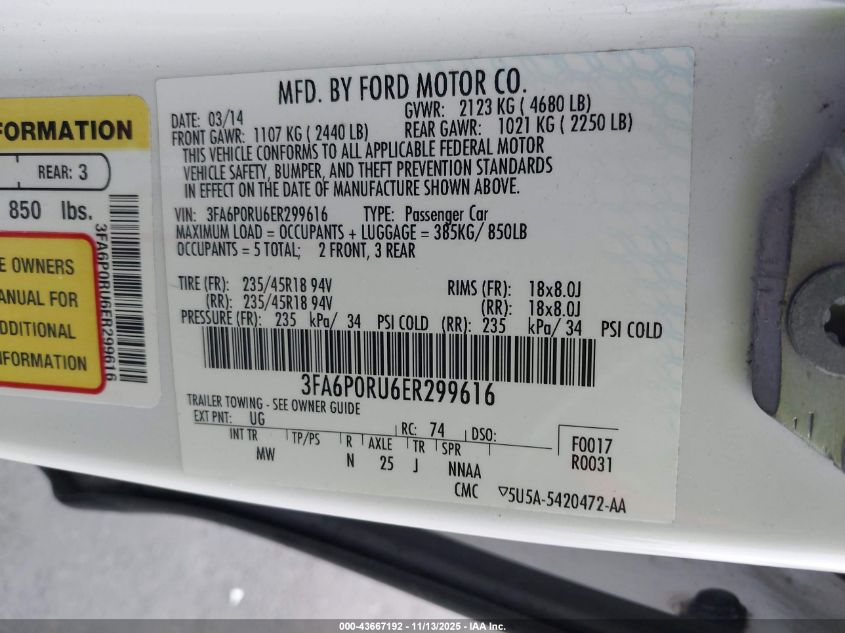 MFD. BY FORD MOTOR CO.
DATE: 03/14 GVWR: 2123 KG ( 4680 LB)
FRONT GAWR: 1107 KG ( 2440 LB) REAR GAWR: 1021 KG ( 2250 LB)
THIS VEHICLE CONFORMS TO ALL APPLICABLE FEDERAL MOTOR
VEHICLE SAFETY, BUMPER, AND THEFT PREVENTION STANDARDS
IN EFFECT ON THE DATE OF MANUFACTURE SHOWN ABOVE.
VIN: 3FA6P0RU6ER299616 TYPE: Passenger Car
MAXIMUM LOAD = OCCUPANTS + LUGGAGE = 385KG/ 850LB
OCCUPANTS = 5 TOTAL; 2 FRONT, 3 REAR
TIRE (FR): 235/45R18 94V RIMS (FR): 18x8.0J
(RR): 235/45R18 94V (RR): 18x8.0J
PRESSURE (FR): 235 kPa/ 34 PSI COLD (RR): 235 kPa/ 34 PSI COLD
3FA6P0RU6ER299616
TRAILER TOWING - SEE OWNER GUIDE
EXT PNT: UG RC: 74 DSO:
INT TR TP/PS R AXLE TR SPR
MW N 25 J NNAA
F0017
R0031
CMC ▽5U5A-5420472-AA
FORMATION
REAR: 3
850 lbs.
3FA6P0RU6ER299616
E OWNERS
ANUAL FOR
DDITIONAL
NFORMATION
000-43667192 - 11/13/2025 - IAA Inc.